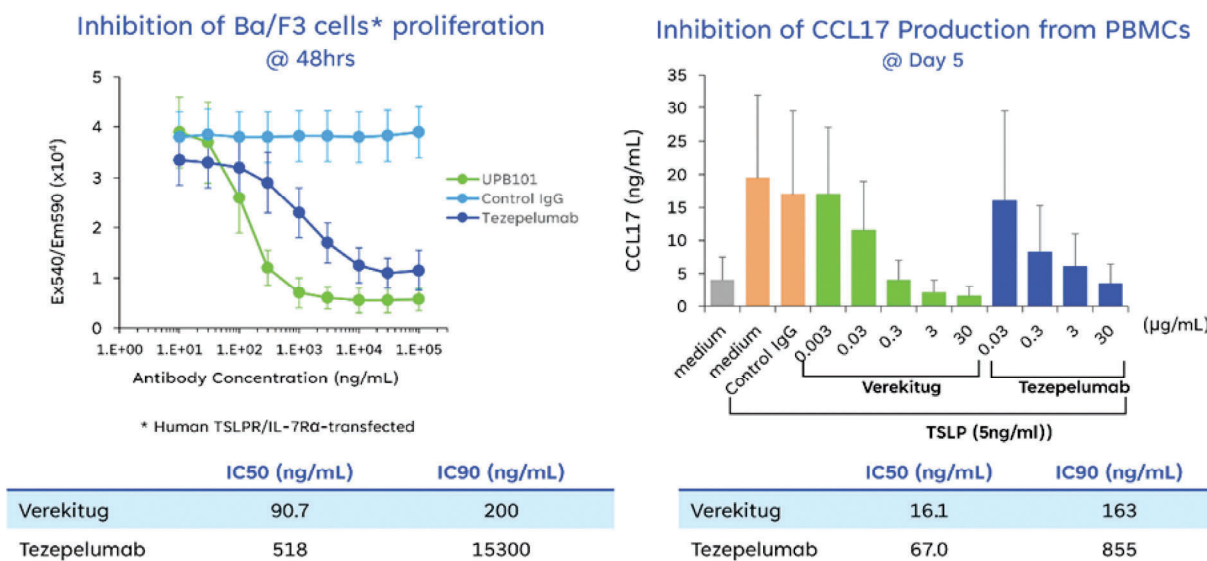 Inhibition of Ba/F3 cells* proliferation
@ 48hrs
Ex540/Em590 (x10⁴)
5
4
3
2
1
0
1.E+00 1.E+01 1.E+02 1.E+03 1.E+04 1.E+05
Antibody Concentration (ng/mL)
UPB101
Control IgG
Tezepelumab
* Human TSLPR/IL-7Rα-transfected
IC50 (ng/mL) IC90 (ng/mL)
Verekitug 90.7 200
Tezepelumab 518 15300
Inhibition of CCL17 Production from PBMCs
@ Day 5
CCL17 (ng/mL)
35
30
25
20
15
10
5
0
medium medium Control IgG 0.003 0.03 0.3 3 30 0.03 0.3 3 30 (µg/mL)
Verekitug Tezepelumab
TSLP (5ng/ml))
IC50 (ng/mL) IC90 (ng/mL)
Verekitug 16.1 163
Tezepelumab 67.0 855